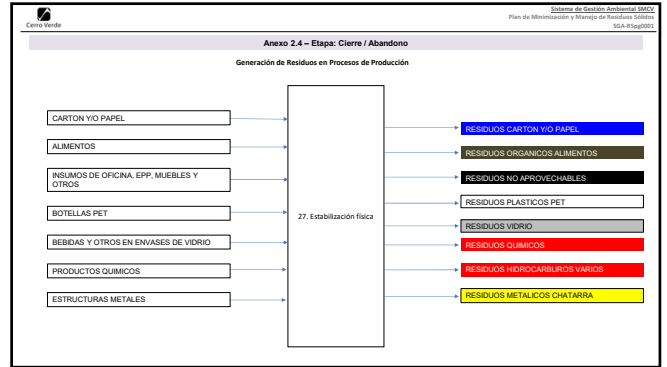 Cerro Verde
Sistema de Gestión Ambiental SMCV
Plan de Minimización y Manejo de Residuos Sólidos
SGA-RSpg0001
Anexo 2.4 – Etapa: Cierre / Abandono
Generación de Residuos en Procesos de Producción
CARTON Y/O PAPEL
ALIMENTOS
INSUMOS DE OFICINA, EPP, MUEBLES Y
OTROS
BOTELLAS PET
BEBIDAS Y OTROS EN ENVASES DE VIDRIO
PRODUCTOS QUIMICOS
ESTRUCTURAS METALES
27. Estabilización física
RESIDUOS CARTON Y/O PAPEL
RESIDUOS ORGANICOS ALIMENTOS
RESIDUOS NO APROVECHABLES
RESIDUOS PLASTICOS PET
RESIDUOS VIDRIO
RESIDUOS QUIMICOS
RESIDUOS HIDROCARBUROS VARIOS
RESIDUOS METALICOS CHATARRA